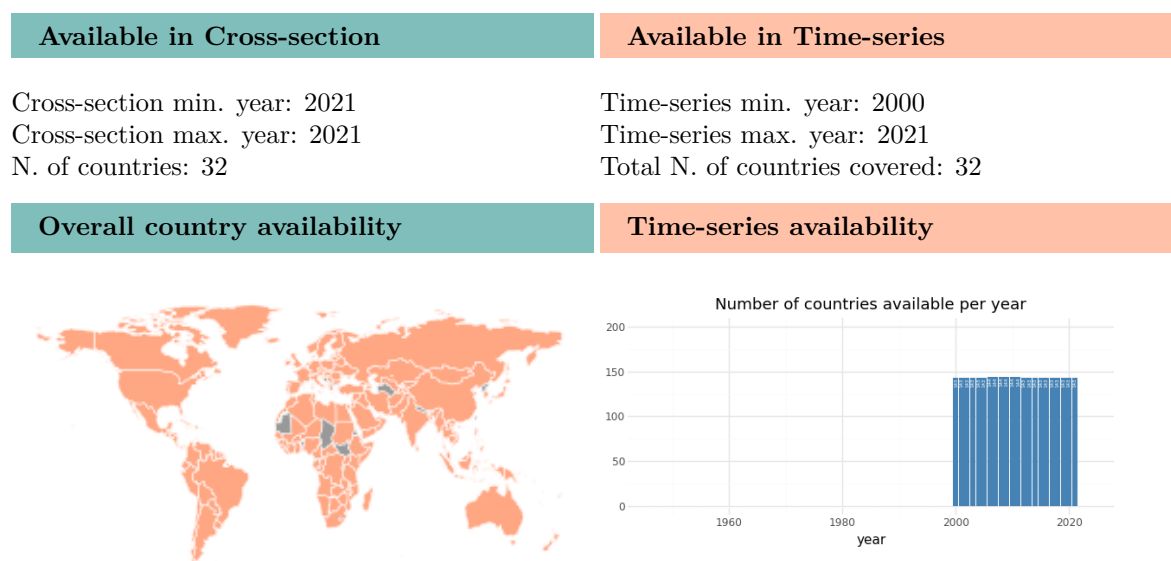 Available in Cross-section
Available in Time-series
Cross-section min. year: 2021
Cross-section max. year: 2021
N. of countries: 32
Time-series min. year: 2000
Time-series max. year: 2021
Total N. of countries covered: 32
Overall country availability
Time-series availability
Number of countries available per year
200
150
100
50
0
1960 1980 2000 2020
year